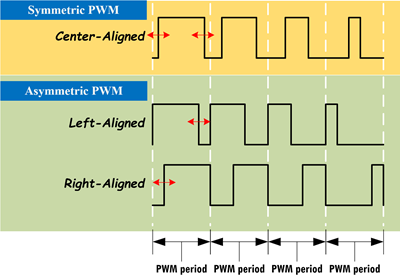 Symmetric PWM
Center-Aligned
Asymmetric PWM
Left-Aligned
Right-Aligned
PWM period PWM period PWM period PWM period